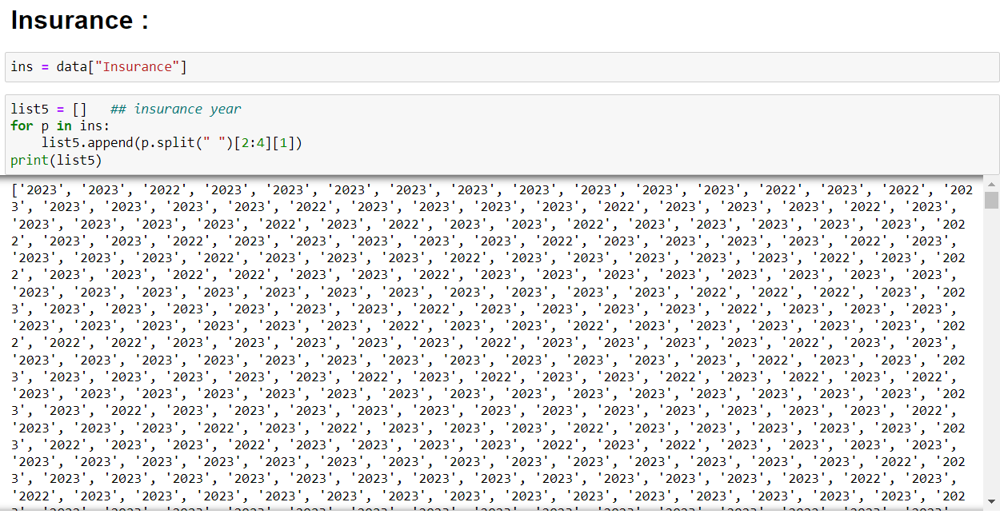 Insurance :
ins = data["Insurance"]
list5 = []   ## insurance year
for p in ins:
    list5.append(p.split(" ")[2:4][1])
print(list5)
['2023', '2023', '2022', '2023', '2023', '2023', '2023', '2023', '2023', '2023', '2023', '2023', '2022', '2023', '2022', '202
3', '2023', '2023', '2023', '2023', '2022', '2023', '2023', '2023', '2023', '2022', '2023', '2023', '2023', '2022', '2023',
'2023', '2023', '2023', '2023', '2022', '2023', '2022', '2023', '2023', '2022', '2023', '2023', '2023', '2023', '2023', '202
2', '2023', '2023', '2022', '2023', '2023', '2023', '2023', '2023', '2022', '2023', '2023', '2023', '2023', '2022', '2023',
'2023', '2023', '2023', '2022', '2023', '2023', '2023', '2022', '2023', '2023', '2023', '2023', '2023', '2022', '2023', '202
2', '2023', '2023', '2022', '2022', '2023', '2023', '2022', '2023', '2023', '2023', '2023', '2023', '2023', '2023', '2023',
'2023', '2023', '2023', '2023', '2023', '2023', '2023', '2023', '2023', '2023', '2023', '2022', '2022', '2022', '2023', '202
3', '2023', '2023', '2023', '2023', '2023', '2023', '2022', '2023', '2023', '2023', '2023', '2022', '2023', '2023', '2023',
'2023', '2023', '2023', '2023', '2023', '2023', '2022', '2023', '2023', '2022', '2023', '2023', '2023', '2023', '2023', '202
2', '2022', '2022', '2023', '2023', '2023', '2023', '2023', '2022', '2023', '2023', '2023', '2023', '2022', '2023', '2023',
'2023', '2023', '2023', '2023', '2023', '2023', '2023', '2023', '2023', '2023', '2023', '2023', '2022', '2023', '2023', '202
3', '2023', '2023', '2023', '2023', '2023', '2022', '2023', '2022', '2023', '2023', '2023', '2022', '2023', '2022', '2022',
'2023', '2023', '2023', '2023', '2023', '2023', '2023', '2023', '2023', '2023', '2023', '2023', '2023', '2023', '2023', '202
3', '2023', '2022', '2023', '2023', '2023', '2023', '2023', '2023', '2023', '2023', '2023', '2023', '2023', '2023', '2022',
'2023', '2023', '2023', '2022', '2023', '2022', '2023', '2023', '2023', '2022', '2023', '2023', '2023', '2022', '2023', '202
3', '2022', '2023', '2023', '2022', '2023', '2023', '2023', '2023', '2022', '2023', '2022', '2023', '2023', '2023', '2023',
'2023', '2023', '2023', '2023', '2023', '2023', '2023', '2023', '2023', '2023', '2023', '2023', '2023', '2023', '2022', '202
3', '2023', '2023', '2023', '2023', '2023', '2023', '2023', '2023', '2023', '2023', '2023', '2023', '2023', '2022', '2023',
'2022', '2023', '2023', '2023', '2023', '2023', '2023', '2022', '2023', '2023', '2023', '2023', '2023', '2023', '2023', '202